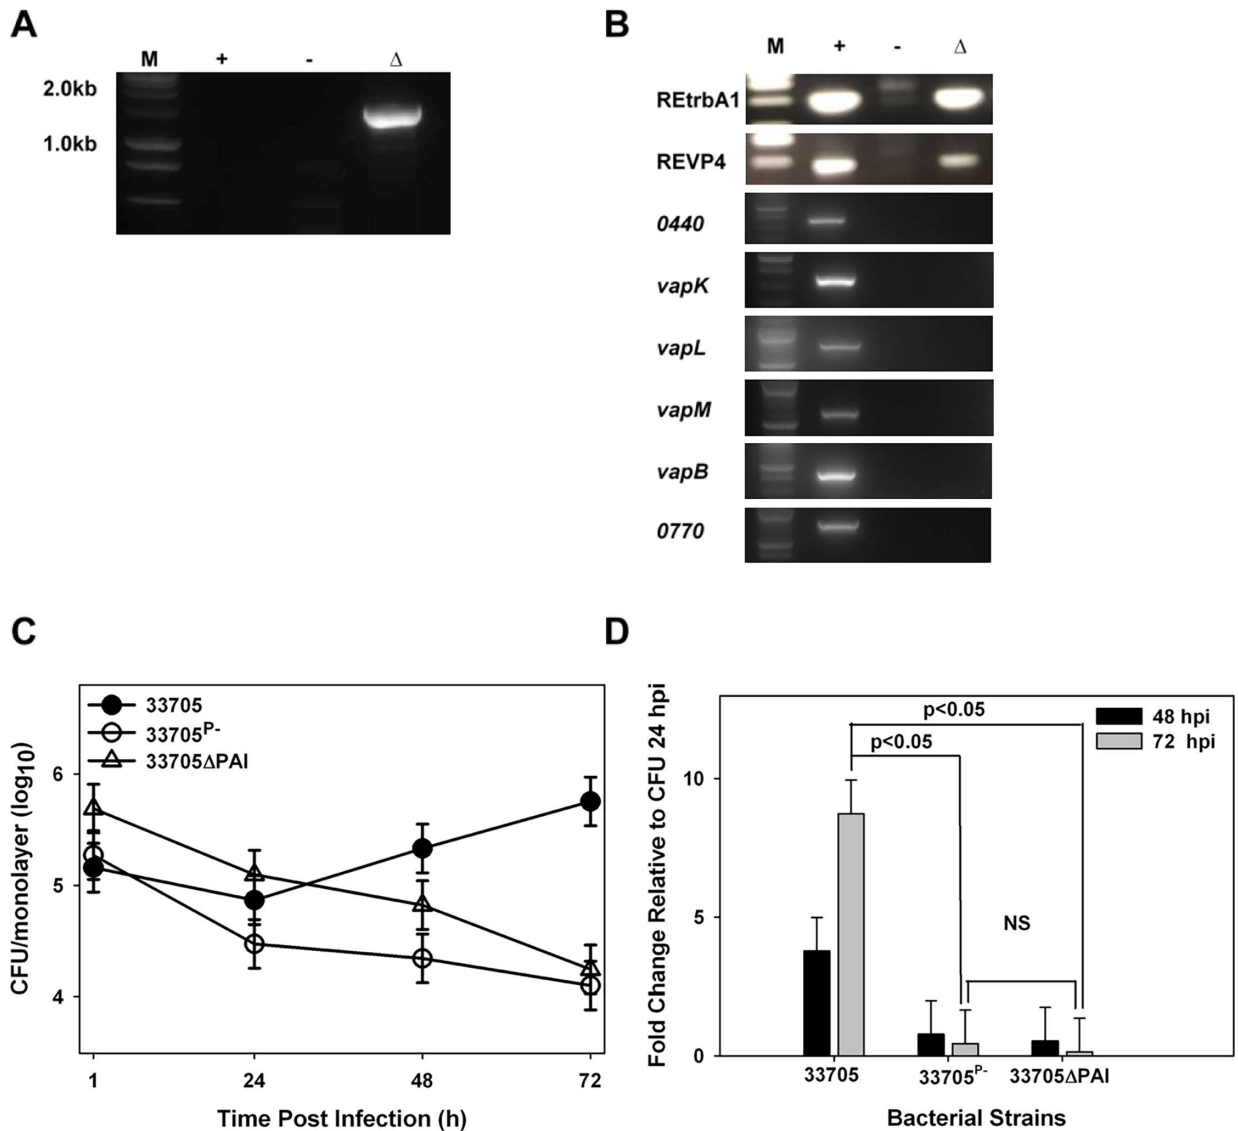 A
M + - Δ
2.0kb
1.0kb
B
M + - Δ
REtrbA1
REVP4
0440
vapK
vapL
vapM
vapB
0770
C
33705
33705P-
33705ΔPAI
CFU/monolayer (log10)
6
5
4
1 24 48 72
Time Post Infection (h)
D
Fold Change Relative to CFU 24 hpi
p<0.05
p<0.05
NS
48 hpi
72 hpi
10
5
0
33705 33705P- 33705ΔPAI
Bacterial Strains